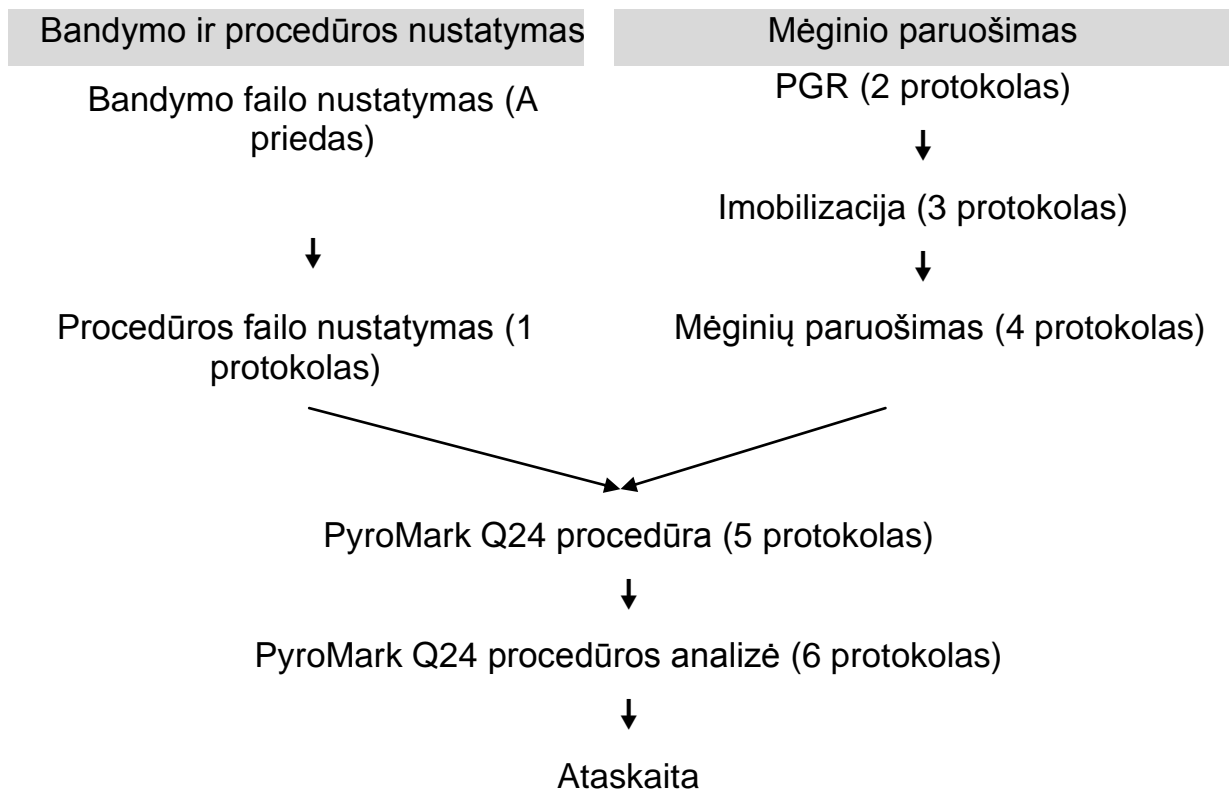 Bandymo ir procedūros nustatymas
Bandymo failo nustatymas (A
priedas)
Procedūros failo nustatymas (1
protokolas)
Mėginio paruošimas
PGR (2 protokolas)
Imobilizacija (3 protokolas)
Mėginių paruošimas (4 protokolas)
PyroMark Q24 procedūra (5 protokolas)
PyroMark Q24 procedūros analizė (6 protokolas)
Ataskaita